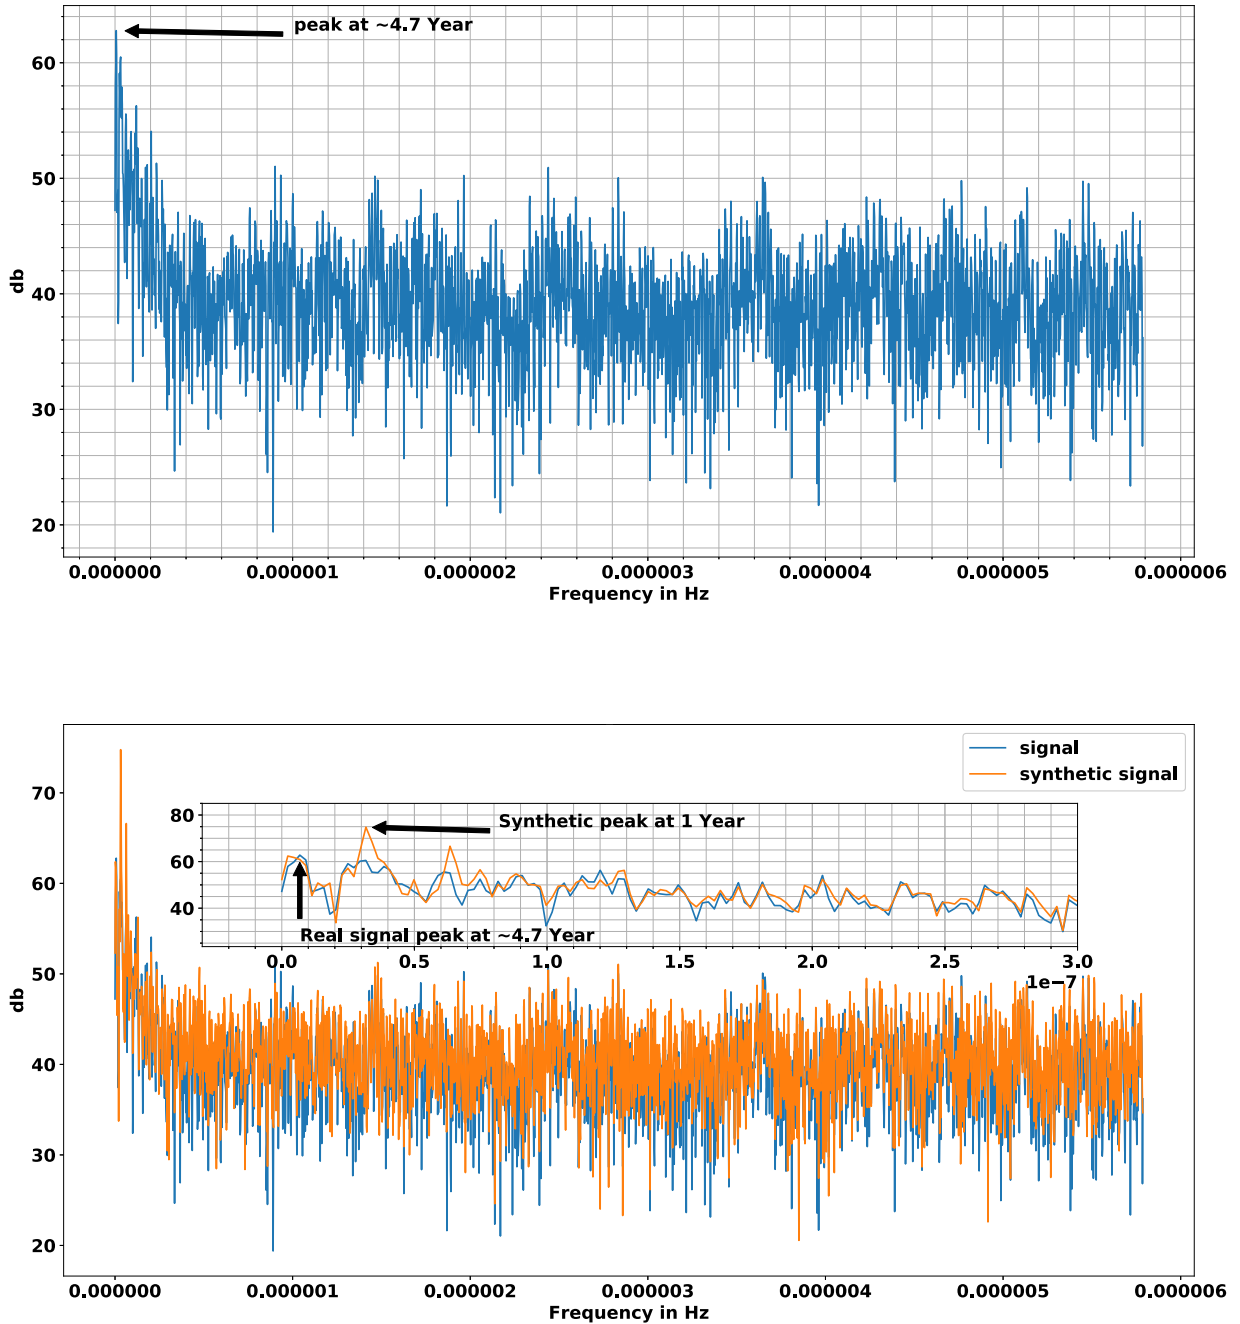 peak at ~4.7 Year
60
50
40
30
20
db
0.000000 0.000001 0.000002 0.000003 0.000004 0.000005 0.000006
Frequency in Hz
signal
synthetic signal
70
60
50
40
30
20
db
80
60
40
Synthetic peak at 1 Year
Real signal peak at ~4.7 Year
0.0 0.5 1.0 1.5 2.0 2.5 3.0
1e−7
0.000000 0.000001 0.000002 0.000003 0.000004 0.000005 0.000006
Frequency in Hz